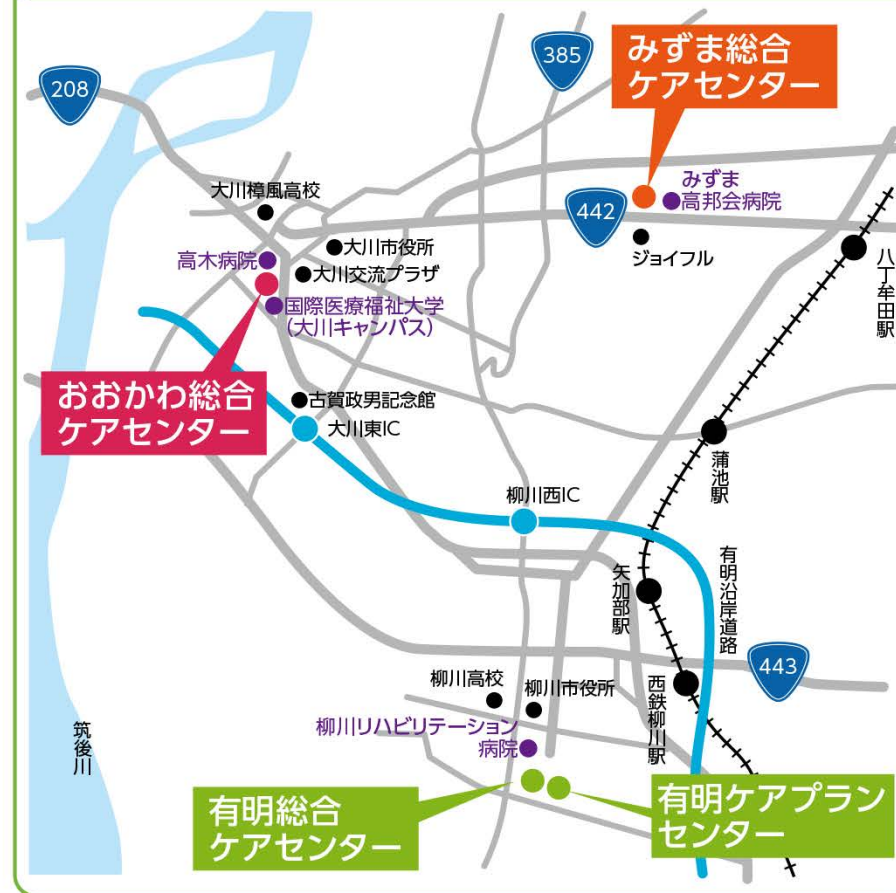 208
385
みずま総合
ケアセンター
大川樟風高校
442
みずま
高邦会病院
高木病院
大川市役所
大川交流プラザ
ジョイフル
八丁牟田駅
国際医療福祉大学
(大川キャンパス)
おおかわ総合
ケアセンター
古賀政男記念館
大川東IC
蒲池駅
柳川西IC
矢加部駅
有明沿岸道路
443
柳川高校
柳川市役所
西鉄柳川駅
柳川リハビリテーション
病院
筑後川
有明総合
ケアセンター
有明ケアプラン
センター